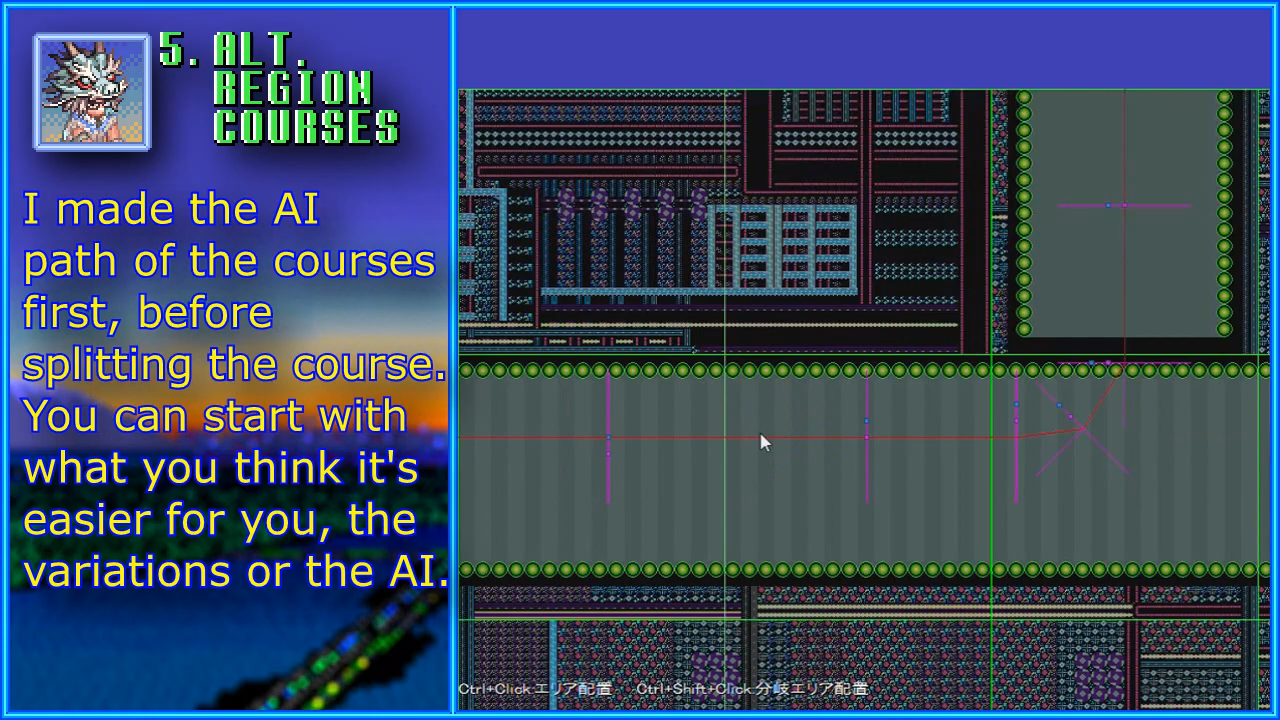 5. ALT.
REGION
COURSES
I made the AI
path of the courses
first, before
splitting the course.
You can start with
what you think it's
easier for you, the
variations or the AI.
Ctrl+Click:エリア配置 Ctrl+Shift+Click:分岐エリア配置